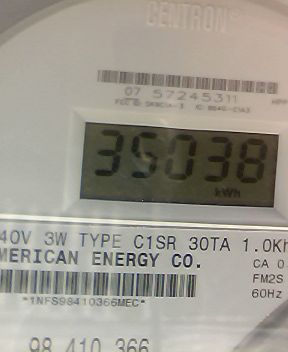 CENTRON®
07 57245311
35038
kWh
40V 3W TYPE C1SR 30TA 1.0Kh
MERICAN ENERGY CO.
CA 0
FM2S
60Hz
*1NFS98410366MEC*
98 410 366